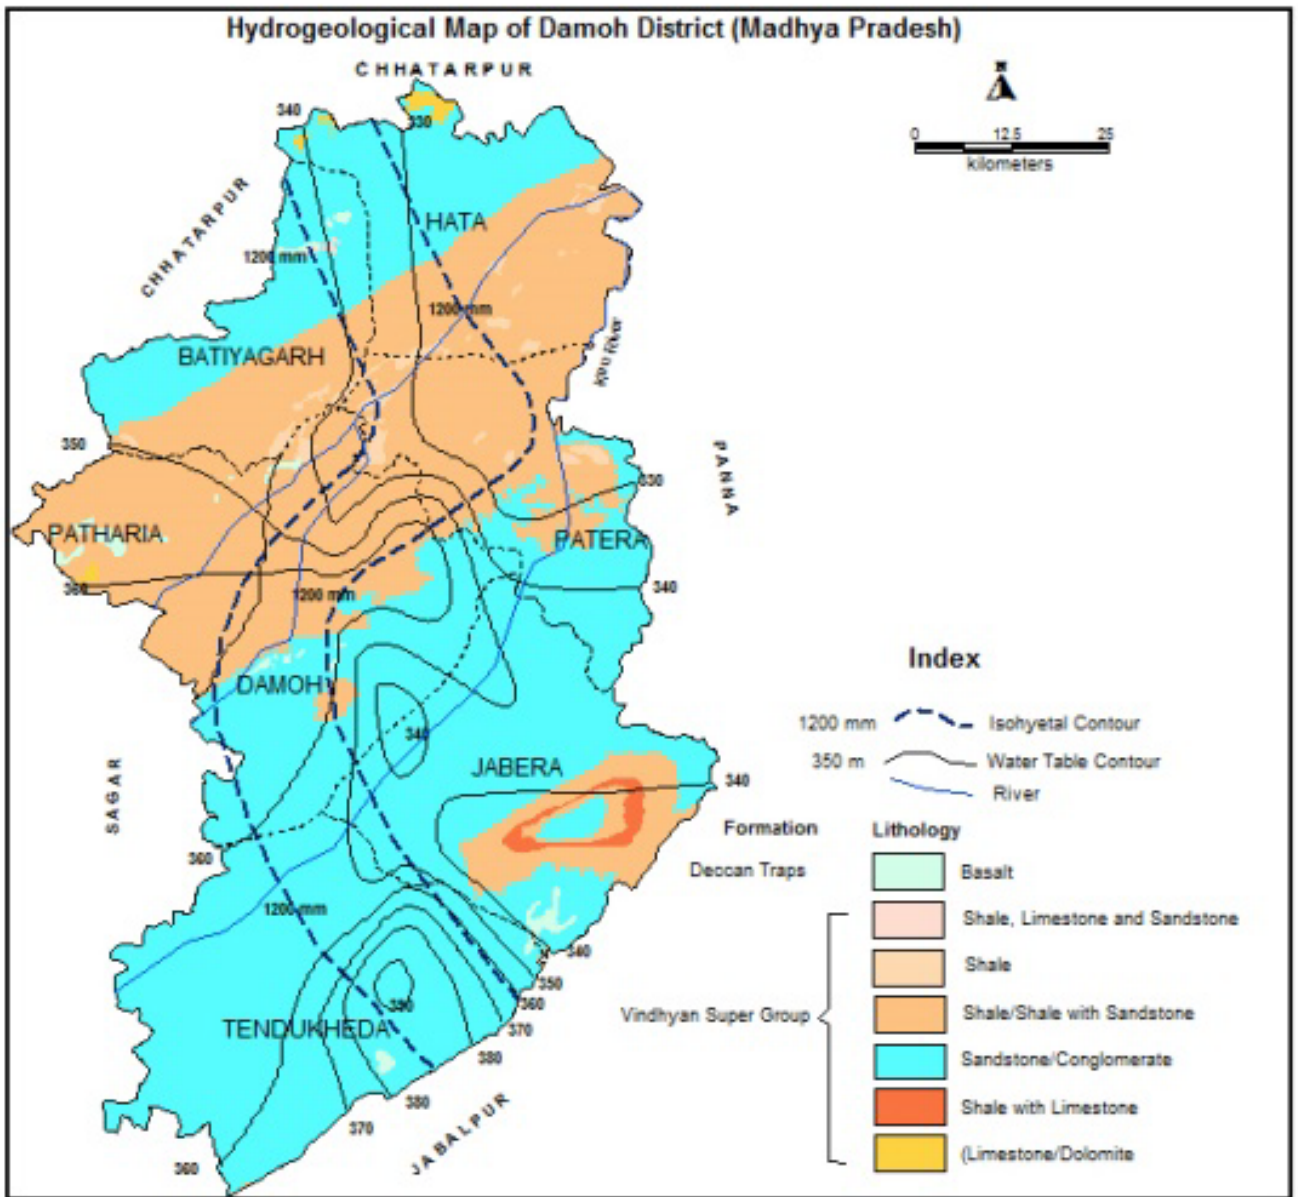 Hydrogeological Map of Damoh District (Madhya Pradesh)
CHHATARPUR
N
340
330
0 12.5 25
kilometers
CHHATARPUR
HATA
1200 mm
1200 mm
BATIYAGARH
River
350
PANNA
330
PATHARIA
PATERA
360
1200 mm
340
Index
DAMOH
1200 mm Isohyetal Contour
340
350 m Water Table Contour
JABERA
340
River
SAGAR
Formation Lithology
360
Deccan Traps Basalt
1200 mm
Shale, Limestone and Sandstone
340
Shale
350
390
360
Vindhyan Super Group Shale/Shale with Sandstone
TENDUKHEDA
370
380
Sandstone/Conglomerate
380
Shale with Limestone
370
JABALPUR
(Limestone/Dolomite
360